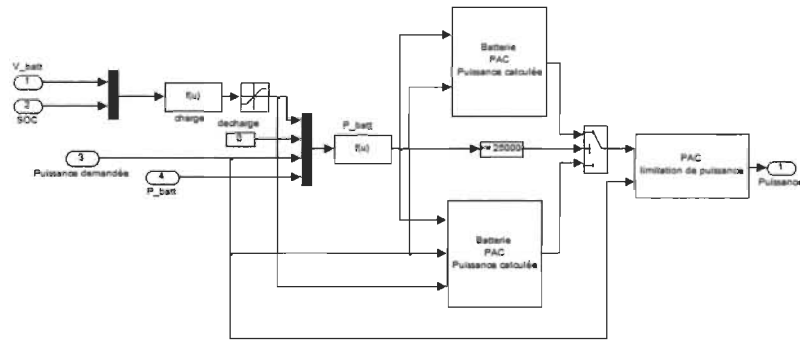 V_batt
1
2
SOC
f(u)
charge
decharge
0
3
Puissance demandée
4
P_batt
P_batt
f(u)
Batterie
PAC
Puissance calculée
25000
Batterie
PAC
Puissance calculée
PAC
limitation de puissance
1
Puissance